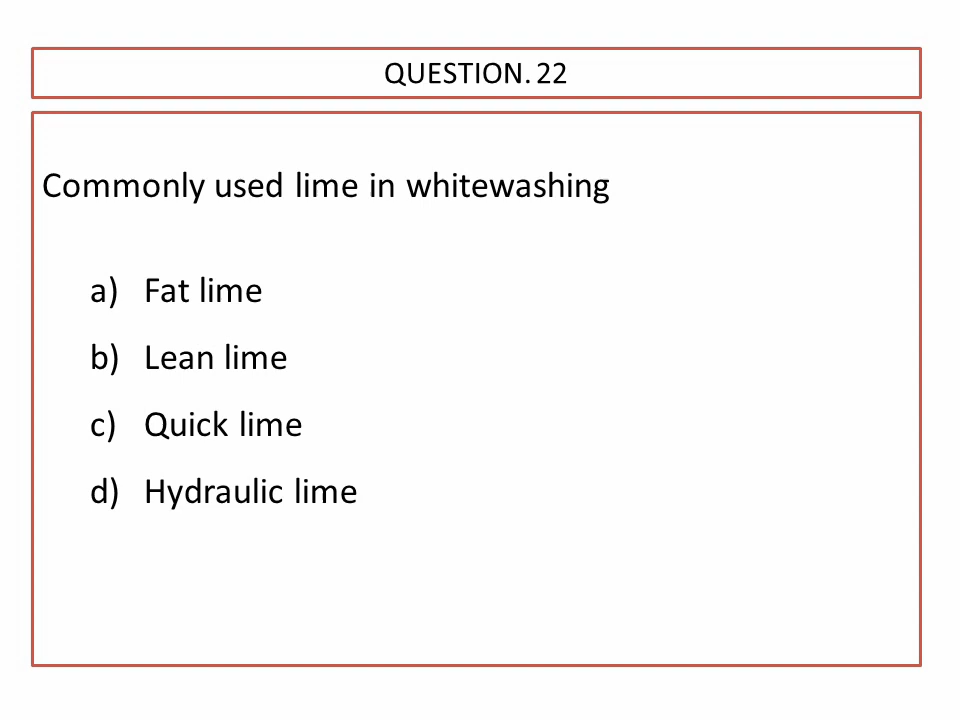 QUESTION. 22
Commonly used lime in whitewashing
a) Fat lime
b) Lean lime
c) Quick lime
d) Hydraulic lime